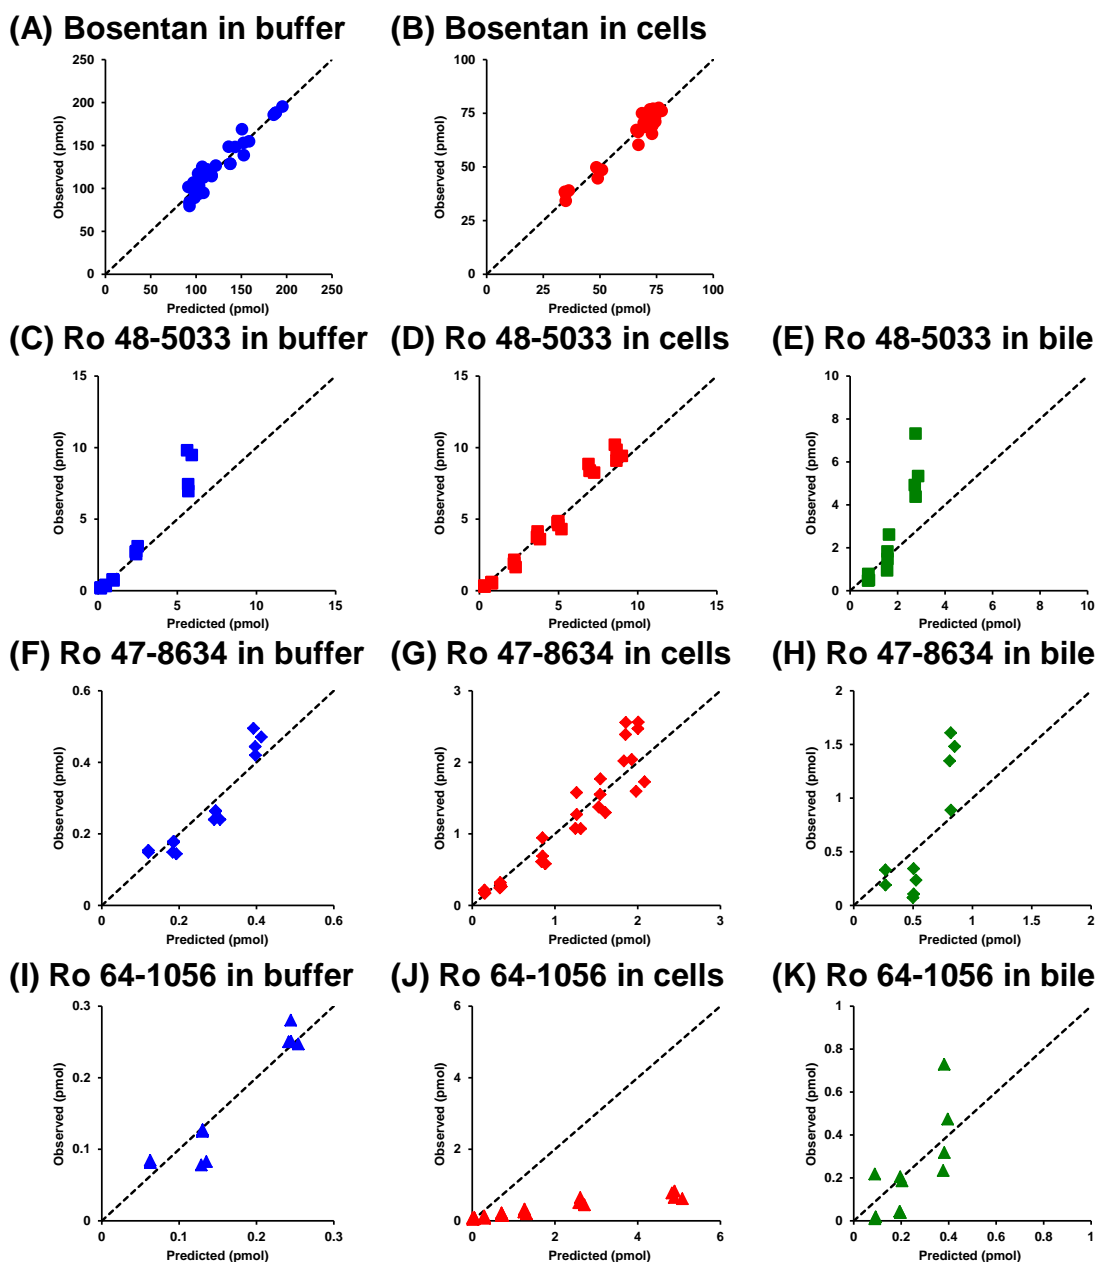 (A) Bosentan in buffer
(B) Bosentan in cells
250
200
150
100
50
0
Observed (pmol)
0 50 100 150 200 250
Predicted (pmol)
100
75
50
25
0
Observed (pmol)
0 25 50 75 100
Predicted (pmol)
(C) Ro 48-5033 in buffer
(D) Ro 48-5033 in cells
(E) Ro 48-5033 in bile
15
10
5
0
Observed (pmol)
0 5 10 15
Predicted (pmol)
15
10
5
0
Observed (pmol)
0 5 10 15
Predicted (pmol)
10
8
6
4
2
0
Observed (pmol)
0 2 4 6 8 10
Predicted (pmol)
(F) Ro 47-8634 in buffer
(G) Ro 47-8634 in cells
(H) Ro 47-8634 in bile
0.6
0.4
0.2
0
Observed (pmol)
0 0.2 0.4 0.6
Predicted (pmol)
3
2
1
0
Observed (pmol)
0 1 2 3
Predicted (pmol)
2
1.5
1
0.5
0
Observed (pmol)
0 0.5 1 1.5 2
Predicted (pmol)
(I) Ro 64-1056 in buffer
(J) Ro 64-1056 in cells
(K) Ro 64-1056 in bile
0.3
0.2
0.1
0
Observed (pmol)
0 0.1 0.2 0.3
Predicted (pmol)
6
4
2
0
Observed (pmol)
0 2 4 6
Predicted (pmol)
1
0.8
0.6
0.4
0.2
0
Observed (pmol)
0 0.2 0.4 0.6 0.8 1
Predicted (pmol)